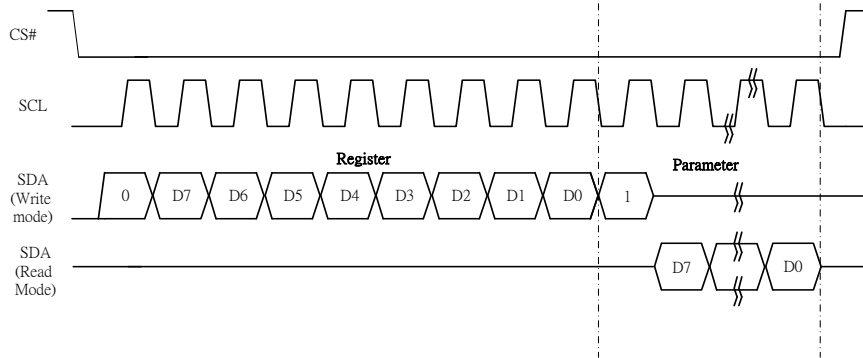 CS#
SCL
Register
Parameter
SDA
(Write
mode)
0 D7 D6 D5 D4 D3 D2 D1 D0 1
SDA
(Read
Mode)
D7 D0